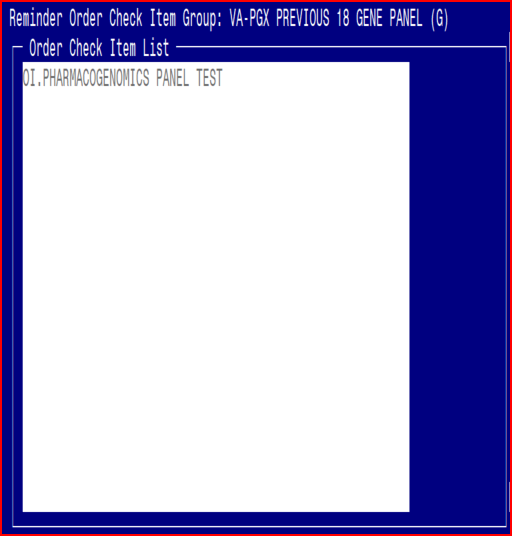 Reminder Order Check Item Group: VA-PGX PREVIOUS 18 GENE PANEL (G)
Order Check Item List
OI.PHARMACOGENOMICS PANEL TEST